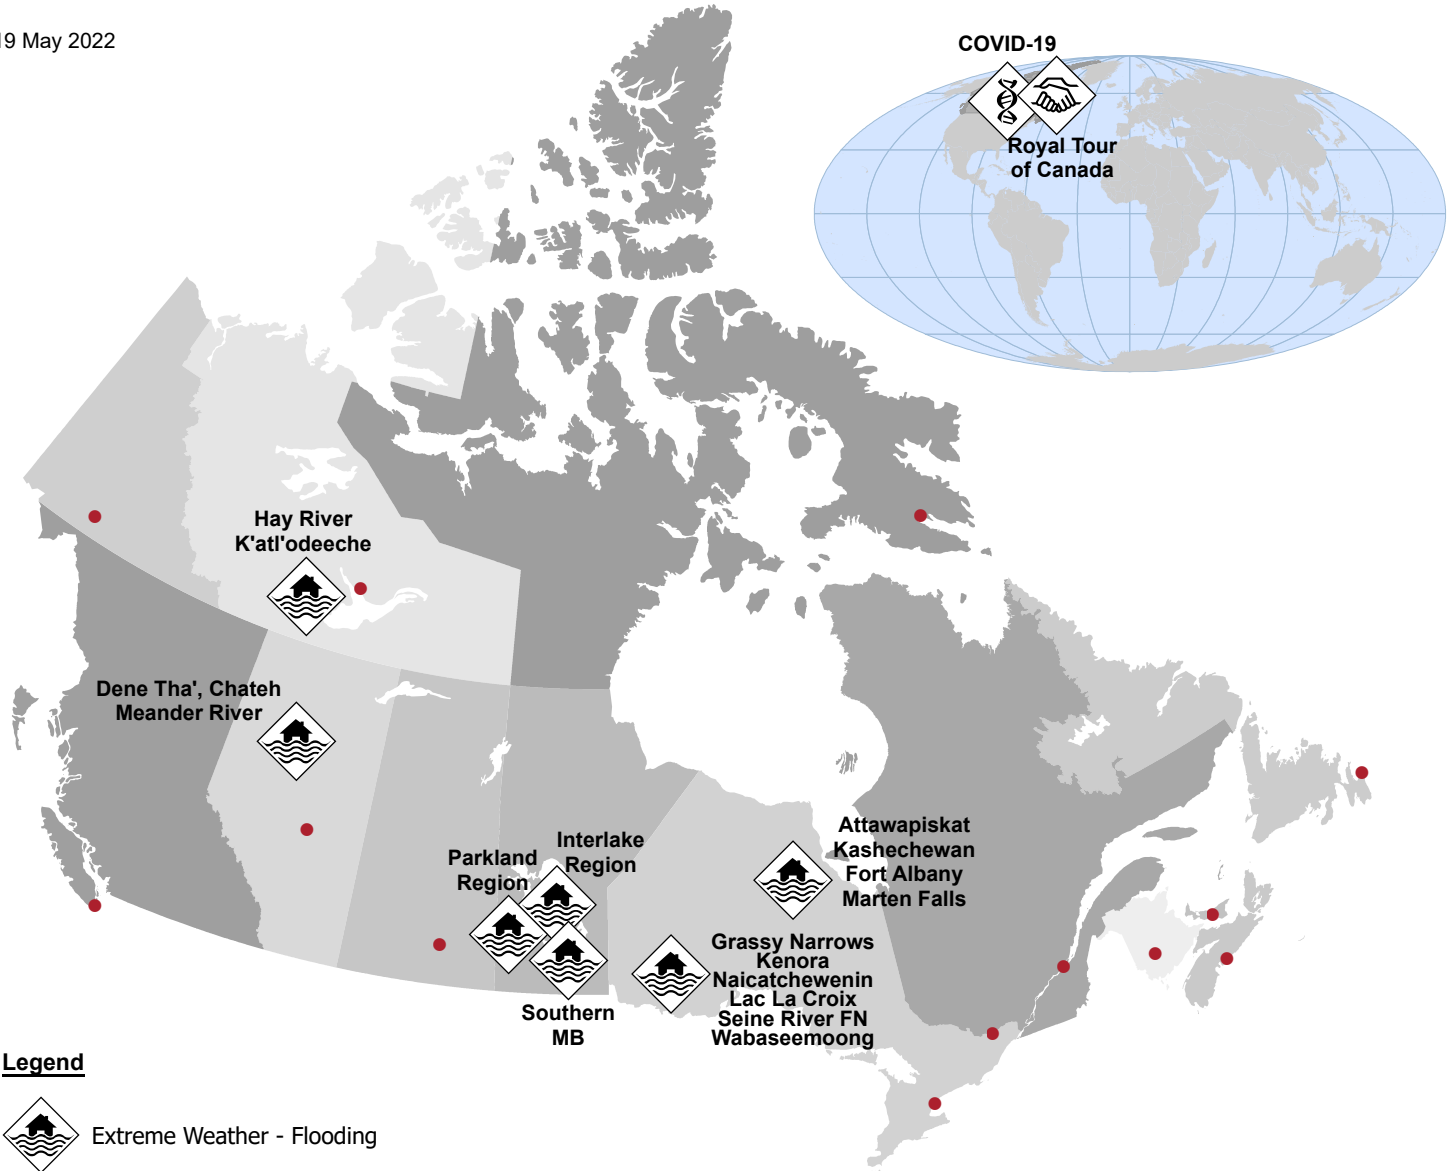 19 May 2022
COVID-19
Royal Tour
of Canada
Hay River
K'atl'odeeche
Dene Tha', Chateh
Meander River
Interlake
Region
Parkland
Region
Southern
MB
Attawapiskat
Kashechewan
Fort Albany
Marten Falls
Grassy Narrows
Kenora
Naicatchewenin
Lac La Croix
Seine River FN
Wabaseemoong
Legend
Extreme Weather - Flooding